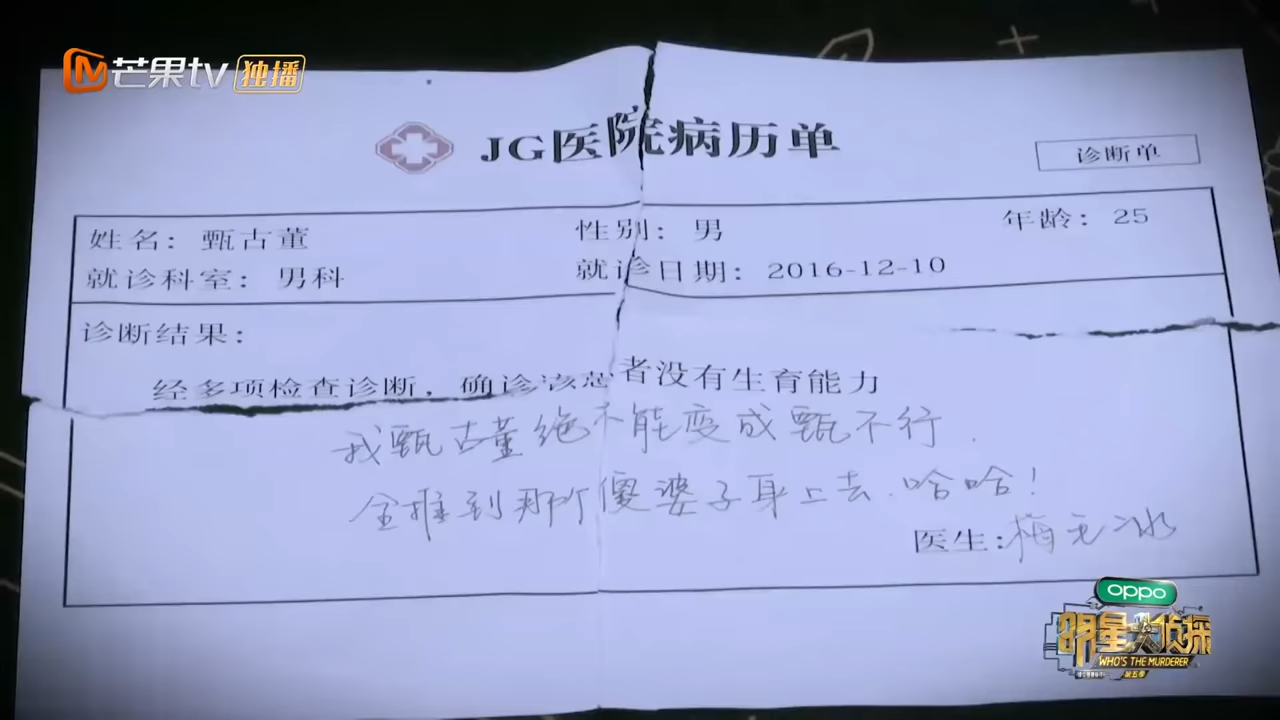 芒果TV 独播
JG医院病历单
诊断单
姓名：甄古董 性别：男 年龄：25
就诊科室：男科 就诊日期：2016-12-10
诊断结果：
经多项检查诊断，确诊该患者没有生育能力
我甄古董绝不能变成甄不行.
全推到那所傻婆子身上去.哈哈！
医生：梅无冰
OPPO
明星大侦探
WHO'S THE MURDERER
第五季